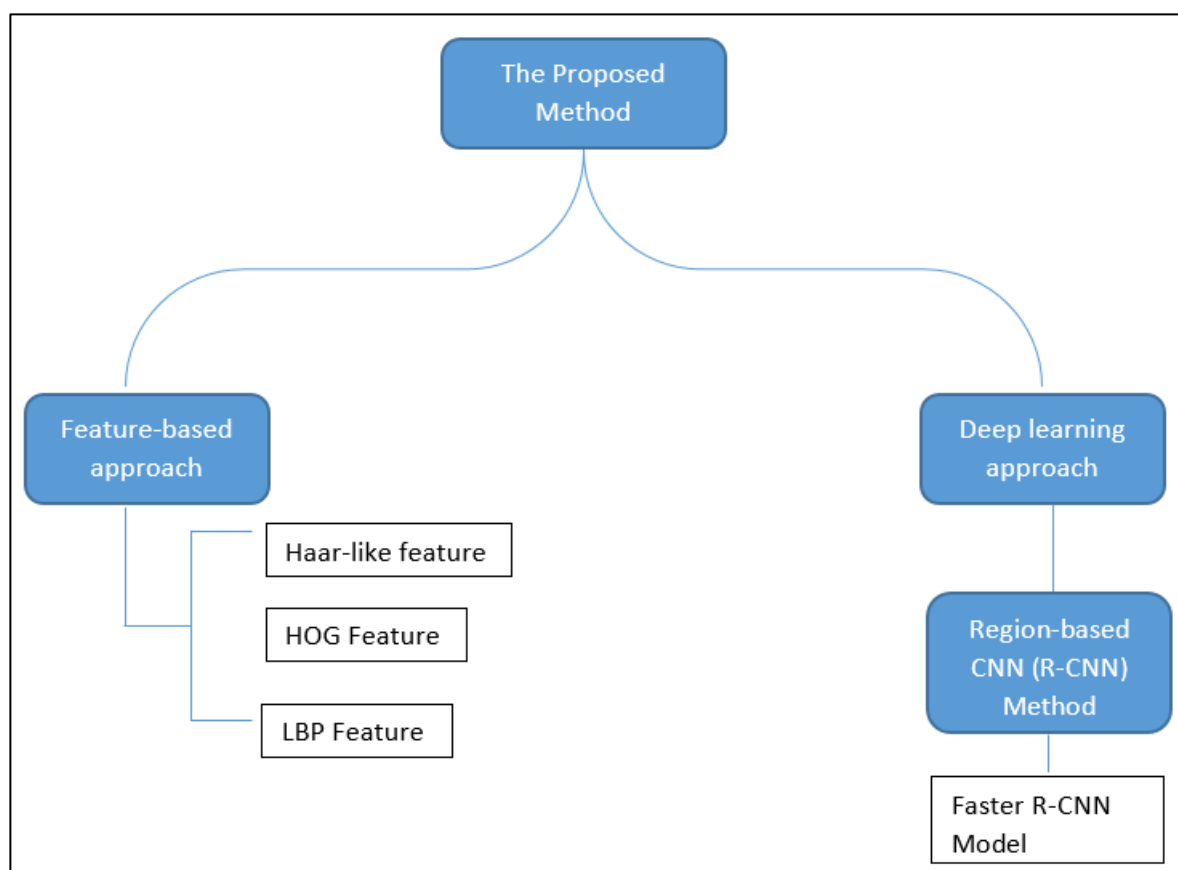 The Proposed
Method
Feature-based
approach
Haar-like feature
HOG Feature
LBP Feature
Deep learning
approach
Region-based
CNN (R-CNN)
Method
Faster R-CNN
Model